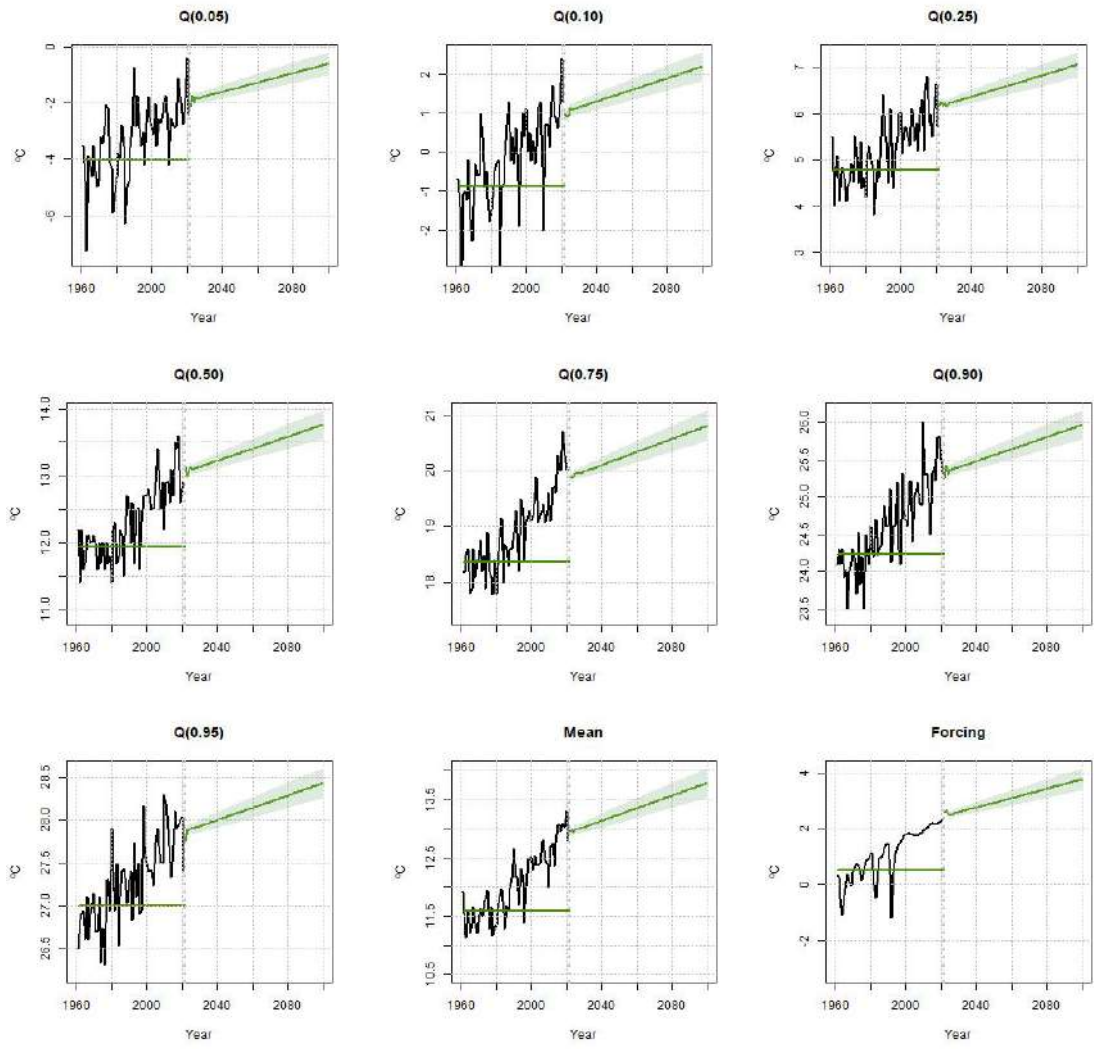 Q(0.05)
0
-2
-4
-6
ºC
1960 2000 2040 2080
Year
Q(0.10)
2
1
0
-1
-2
ºC
1960 2000 2040 2080
Year
Q(0.25)
7
6
5
4
3
ºC
1960 2000 2040 2080
Year
Q(0.50)
14.0
13.0
12.0
11.0
ºC
1960 2000 2040 2080
Year
Q(0.75)
21
20
19
18
ºC
1960 2000 2040 2080
Year
Q(0.90)
26.0
25.5
25.0
24.5
24.0
23.5
ºC
1960 2000 2040 2080
Year
Q(0.95)
28.5
28.0
27.5
27.0
26.5
ºC
1960 2000 2040 2080
Year
Mean
13.5
12.5
11.5
10.5
ºC
1960 2000 2040 2080
Year
Forcing
4
2
0
-2
ºC
1960 2000 2040 2080
Year